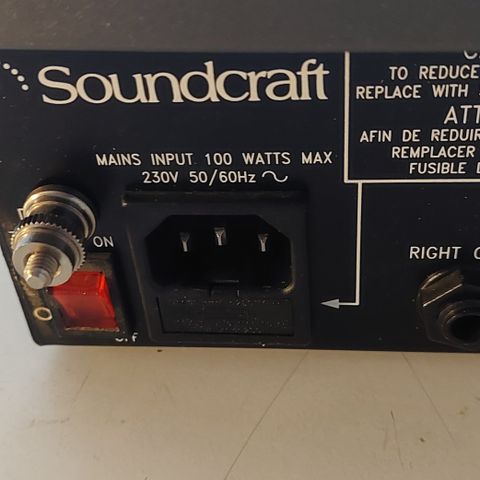 Soundcraft
MAINS INPUT 100 WATTS MAX
230V 50/60Hz
TO REDUCE
REPLACE WITH
ATT
AFIN DE REDUIR
REMPLACER
FUSIBLE
ON
RIGHT
O
OFF